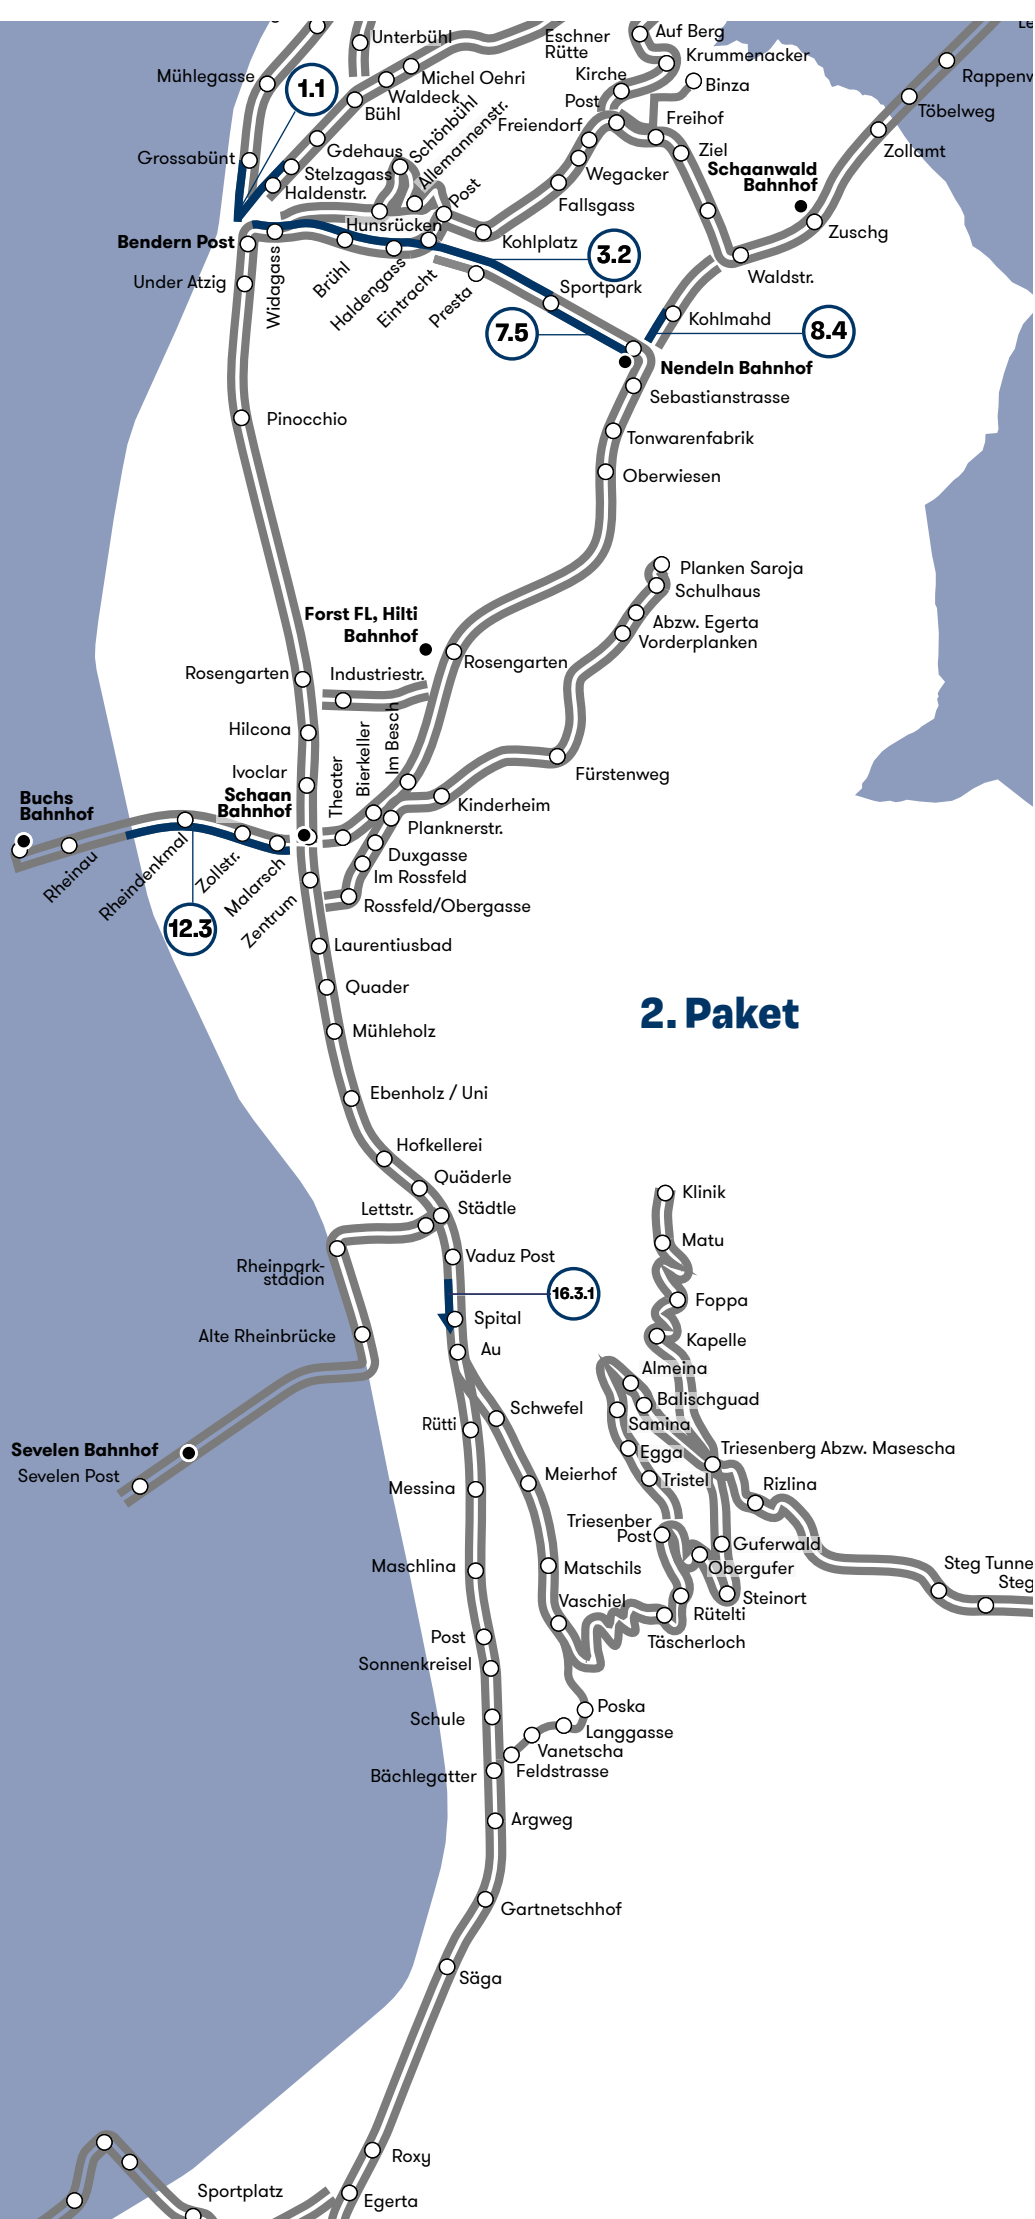 Unterbühl
Eschner
Rütte
Auf Berg
Krummenacker
Mühlegasse
1.1
Michel Oehri
Waldeck
Bühl
Kirche
Post
Binza
Töbelweg
Freiendorf
Freihof
Gdehaus
Schönbühl
Allemannenstr.
Ziel
Zollamt
Grossabünt
Stelzagass
Haldenstr.
Wegacker
Schaanwald
Bahnhof
Post
Fallsgass
Hunsrücken
Zuschg
Bendern Post
Kohlplatz
3.2
Under Atzig
Widagass
Brühl
Haldengass
Eintracht
Presta
Sportpark
Waldstr.
7.5
Kohlmahd
8.4
Nendeln Bahnhof
Sebastianstrasse
Pinocchio
Tonwarenfabrik
Oberwiesen
Planken Saroja
Schulhaus
Forst FL, Hilti
Bahnhof
Abzw. Egerta
Vorderplanken
Rosengarten
Industriestr.
Rosengarten
Hilcona
Theater
Bierkeller
Im Besch
Ivoclar
Fürstenweg
Buchs
Bahnhof
Schaan
Bahnhof
Kinderheim
Planknerstr.
Rheinau
Rheindenkmal
Zollstr.
Malarsch
Zentrum
Duxgasse
Im Rossfeld
Rossfeld/Obergasse
12.3
Laurentiusbad
Quader
2. Paket
Mühleholz
Ebenholz / Uni
Hofkellerei
Quäderle
Klinik
Lettstr.
Städtle
Matu
Vaduz Post
Rheinpark-
stadion
16.3.1
Foppa
Spital
Alte Rheinbrücke
Kapelle
Au
Almeina
Balischguad
Schwefel
Rütti
Samina
Sevelen Bahnhof
Sevelen Post
Egga
Triesenberg Abzw. Masescha
Meierhof
Tristel
Rizlina
Messina
Triesenber
Post
Guferwald
Maschlina
Matschils
Obergufer
Steg Tunne
Steg
Vaschiel
Steinort
Rütelti
Post
Täscherloch
Sonnenkreisel
Poska
Schule
Langgasse
Vanetscha
Bächlegatter
Feldstrasse
Argweg
Gartnetschhof
Säga
Roxy
Sportplatz
Egerta